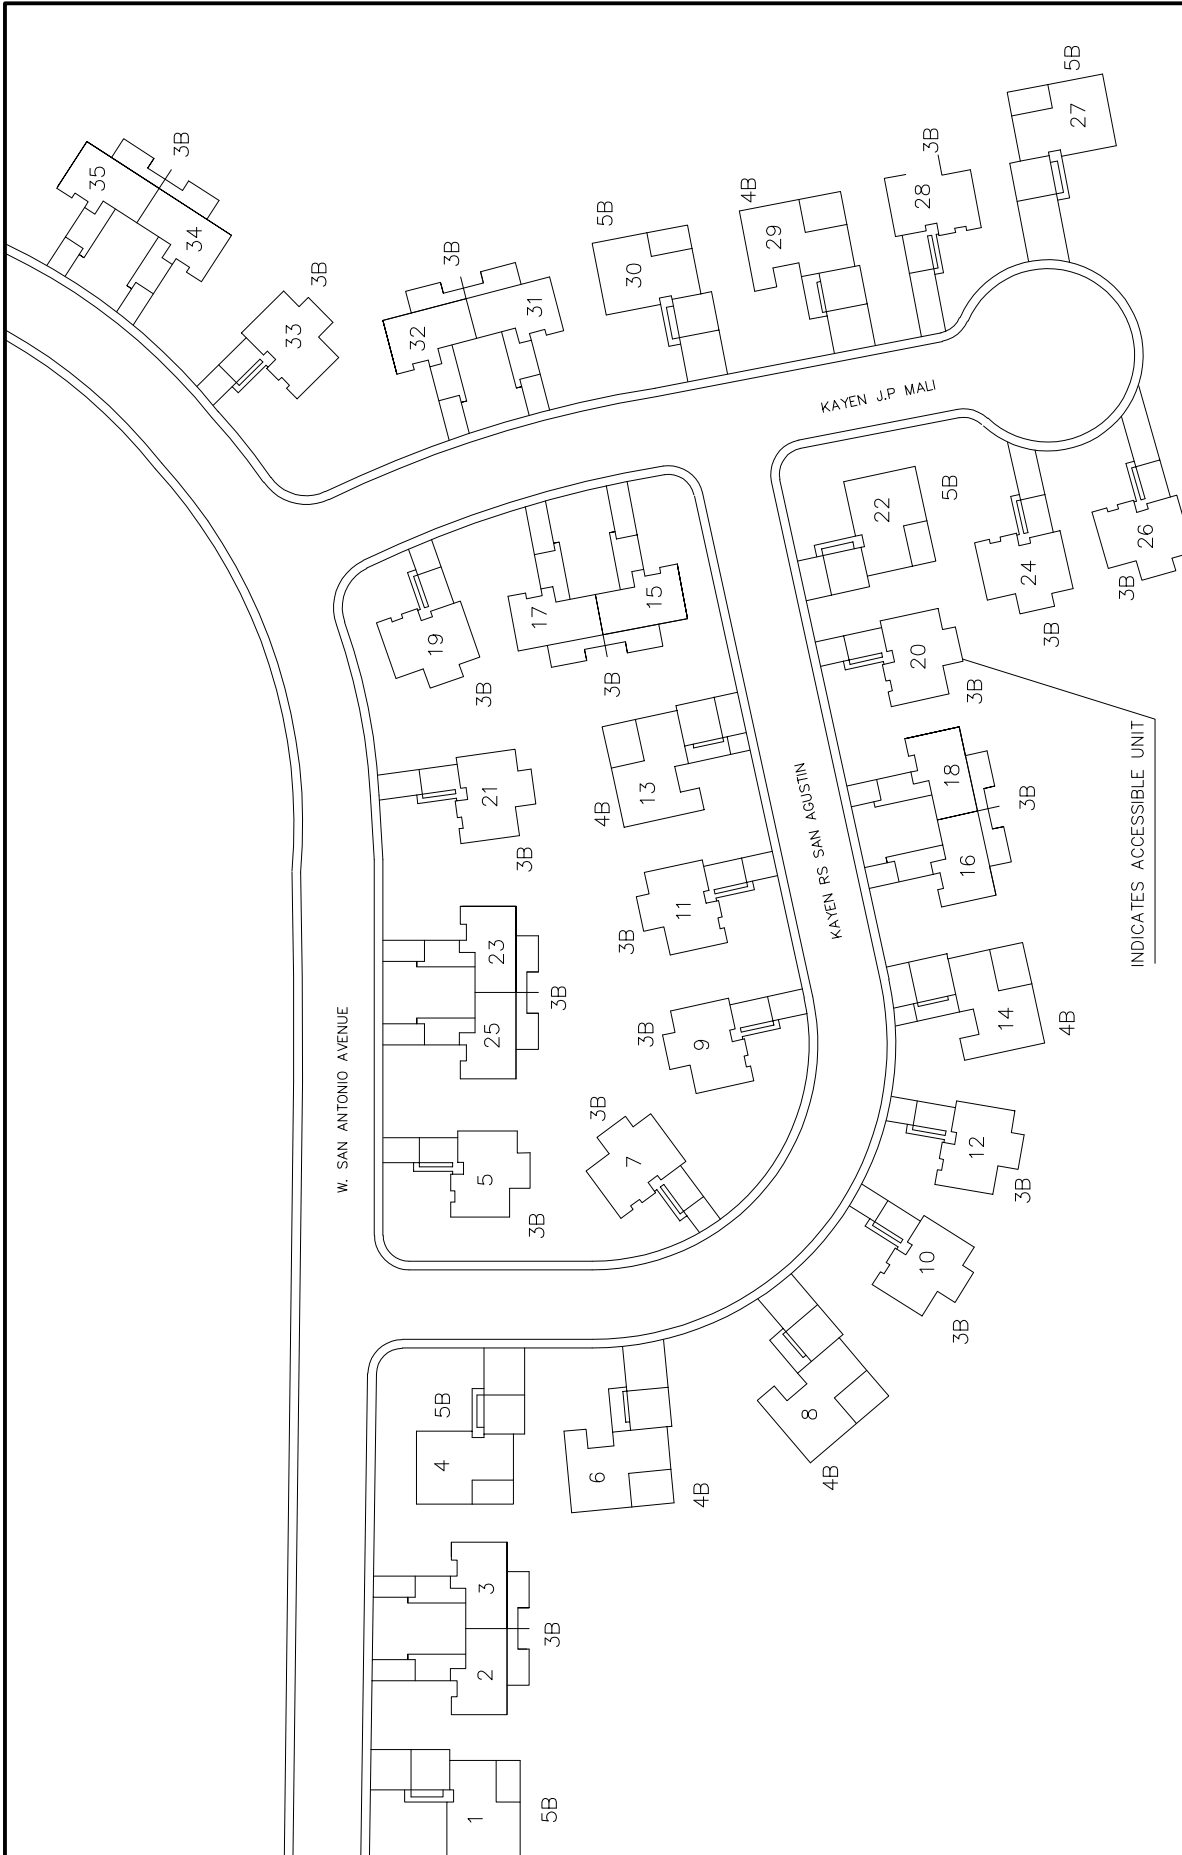 35
34
3B
33
3B
32
31
3B
30
5B
29
4B
28
3B
27
5B
KAYEN J.P MALI
26
3B
24
3B
22
5B
20
3B
INDICATES ACCESSIBLE UNIT
18
16
3B
14
4B
12
3B
10
3B
8
4B
6
4B
4
5B
KAYEN RS SAN AGUSTIN
19
3B
17
15
3B
13
4B
11
3B
9
3B
7
3B
21
3B
23
25
3B
5
3B
W. SAN ANTONIO AVENUE
3
2
3B
1
5B